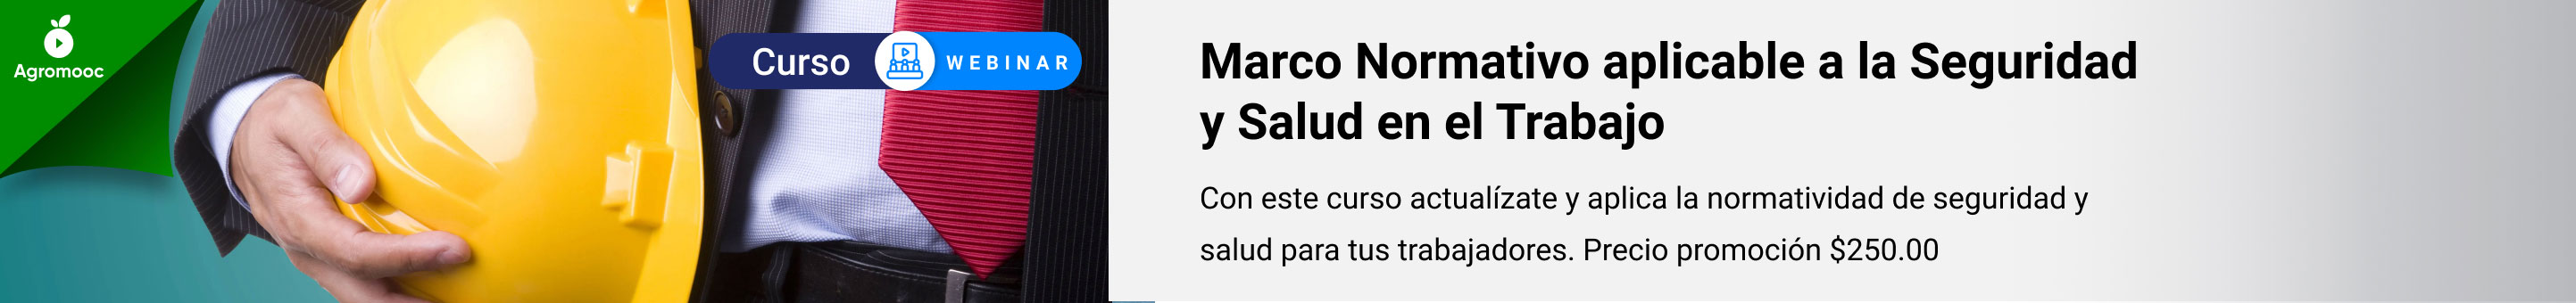 Agromooc
Curso
WEBINAR
Marco Normativo aplicable a la Seguridad
y Salud en el Trabajo
Con este curso actualízate y aplica la normatividad de seguridad y
salud para tus trabajadores. Precio promoción $250.00